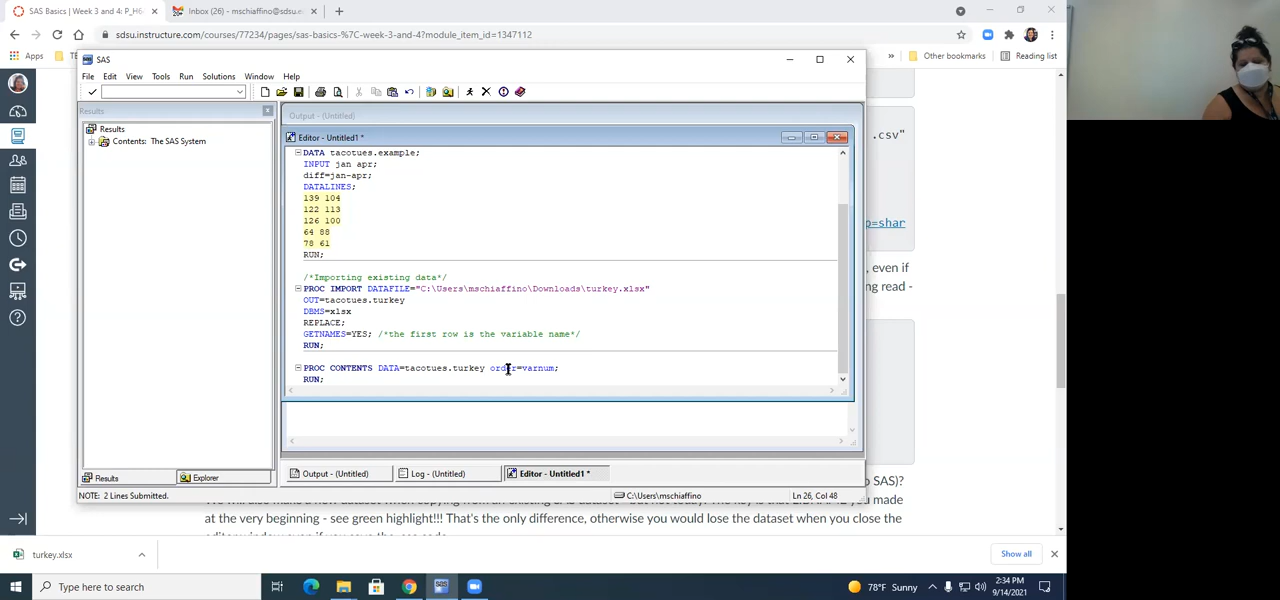 SAS Basics | Week 3 and 4: P_H6
Inbox (26) - mschiaffino@sdsu.e
sdsu.instructure.com/courses/77234/pages/sas-basics-%7C-week-3-and-4?module_item_id=1347112
Apps
Other bookmarks
Reading list
SAS
File Edit View Tools Run Solutions Window Help
Results
Results
Contents: The SAS System
Output - (Untitled)
Editor - Untitled1 *
DATA tacotues.example;
INPUT jan apr;
diff=jan-apr;
DATALINES;
139 104
122 113
126 100
64 88
78 61
RUN;
/*Importing existing data*/
PROC IMPORT DATAFILE="C:\Users\mschiaffino\Downloads\turkey.xlsx"
OUT=tacotues.turkey
DBMS=xlsx
REPLACE;
GETNAMES=YES; /*the first row is the variable name*/
RUN;
PROC CONTENTS DATA=tacotues.turkey order=varnum;
RUN;
.csv"
p=shar
, even if
ng read -
o SAS)?
Results
Explorer
Output - (Untitled)
Log - (Untitled)
Editor - Untitled1 *
NOTE: 2 Lines Submitted.
C:\Users\mschiaffino
Ln 26, Col 48
you made
at the very beginning - see green highlight!!! That's the only difference, otherwise you would lose the dataset when you close the
turkey.xlsx
Show all
Type here to search
78°F Sunny
2:34 PM
9/14/2021